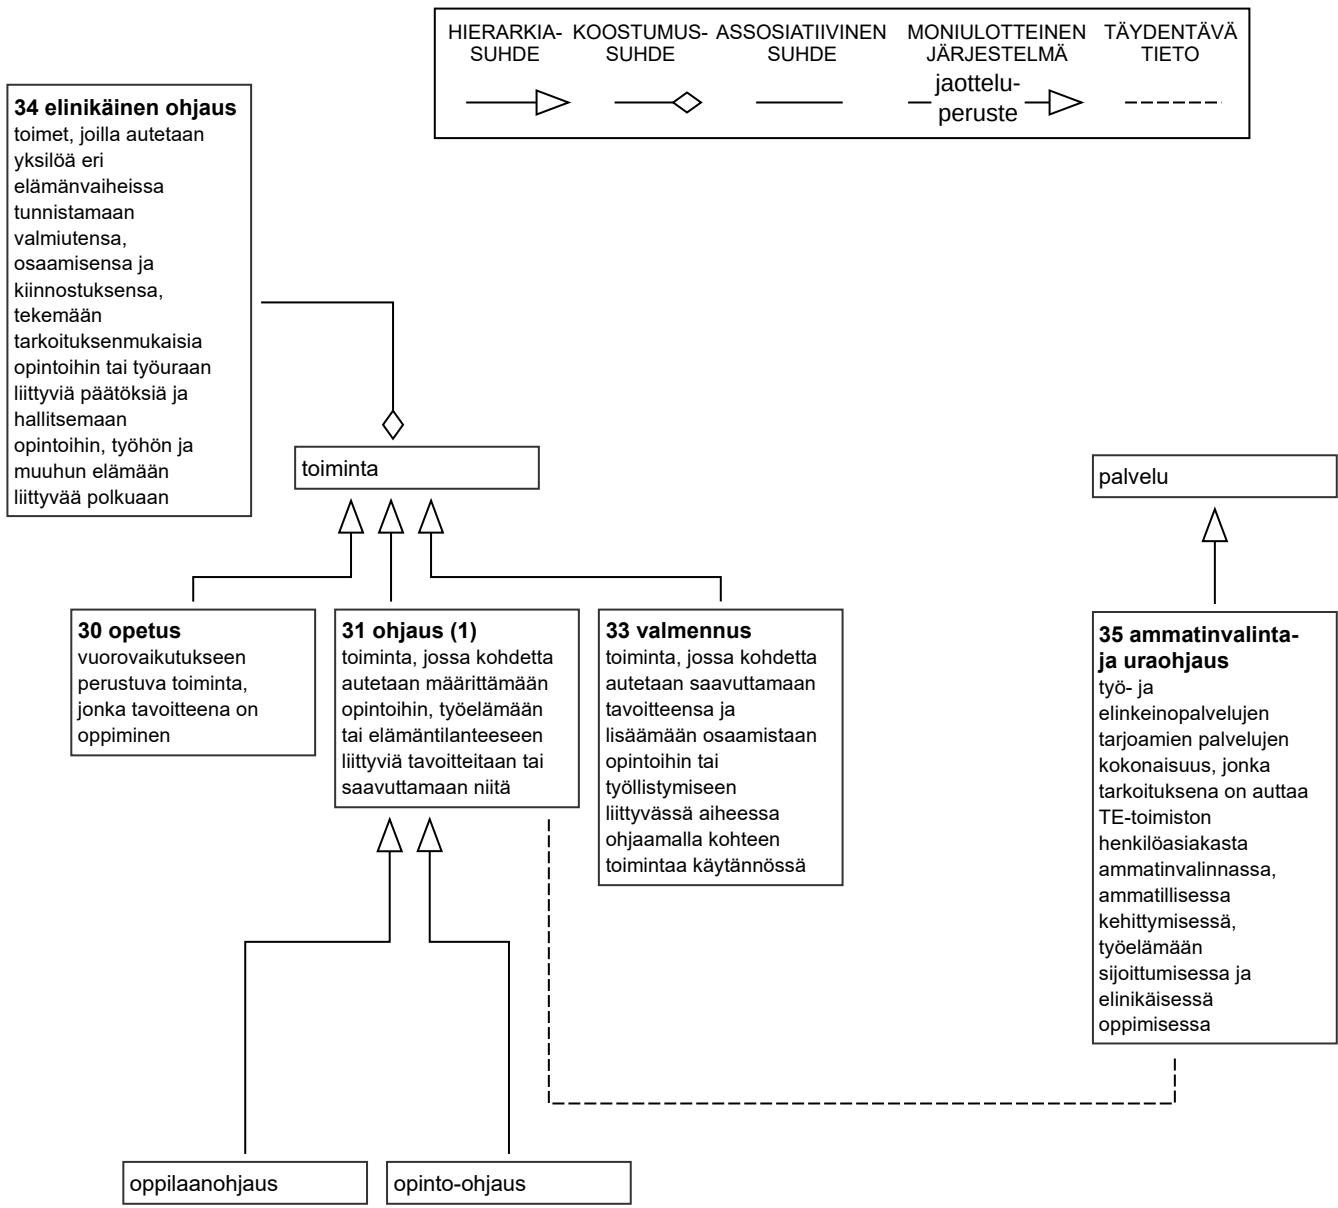 HIERARKIA-
SUHDE
KOOSTUMUS-
SUHDE
ASSOSIATIIVINEN
SUHDE
MONIULOTTEINEN
JÄRJESTELMÄ
jaottelu-
peruste
TÄYDENTÄVÄ
TIETO
34 elinikäinen ohjaus
toimet, joilla autetaan
yksilöä eri
elämänvaiheissa
tunnistamaan
valmiutensa,
osaamisensa ja
kiinnostuksensa,
tekemään
tarkoituksenmukaisia
opintoihin tai työuraan
liittyviä päätöksiä ja
hallitsemaan
opintoihin, työhön ja
muuhun elämään
liittyvää polkuaan
toiminta
palvelu
30 opetus
vuorovaikutukseen
perustuva toiminta,
jonka tavoitteena on
oppiminen
31 ohjaus (1)
toiminta, jossa kohdetta
autetaan määrittämään
opintoihin, työelämään
tai elämäntilanteeseen
liittyviä tavoitteitaan tai
saavuttamaan niitä
33 valmennus
toiminta, jossa kohdetta
autetaan saavuttamaan
tavoitteensa ja
lisäämään osaamistaan
opintoihin tai
työllistymiseen
liittyvässä aiheessa
ohjaamalla kohteen
toimintaa käytännössä
35 ammatinvalinta-
ja uraohjaus
työ- ja
elinkeinopalvelujen
tarjoamien palvelujen
kokonaisuus, jonka
tarkoituksena on auttaa
TE-toimiston
henkilöasiakasta
ammatinvalinnassa,
ammatillisessa
kehittymisessä,
työelämään
sijoittumisessa ja
elinikäisessä
oppimisessa
oppilaanohjaus
opinto-ohjaus